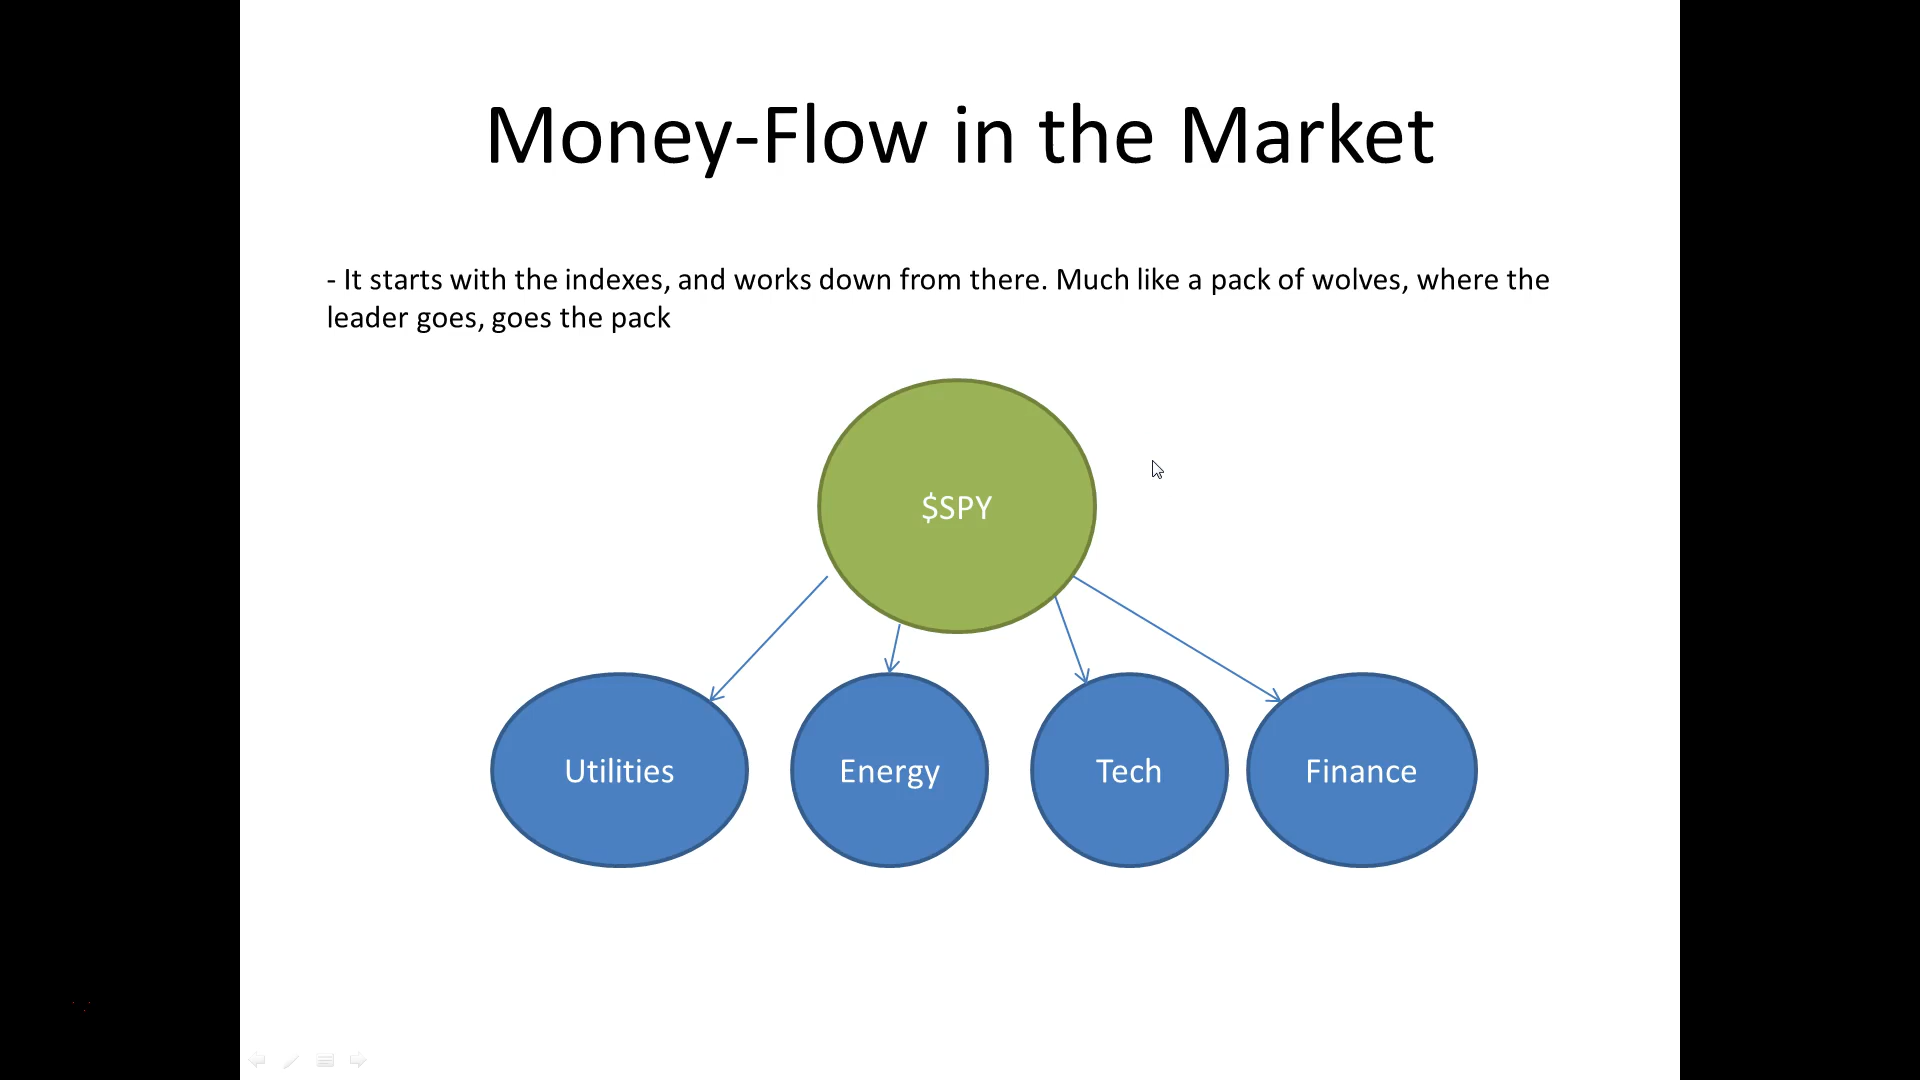 Money-Flow in the Market
- It starts with the indexes, and works down from there. Much like a pack of wolves, where the
leader goes, goes the pack
$SPY
Utilities
Energy
Tech
Finance